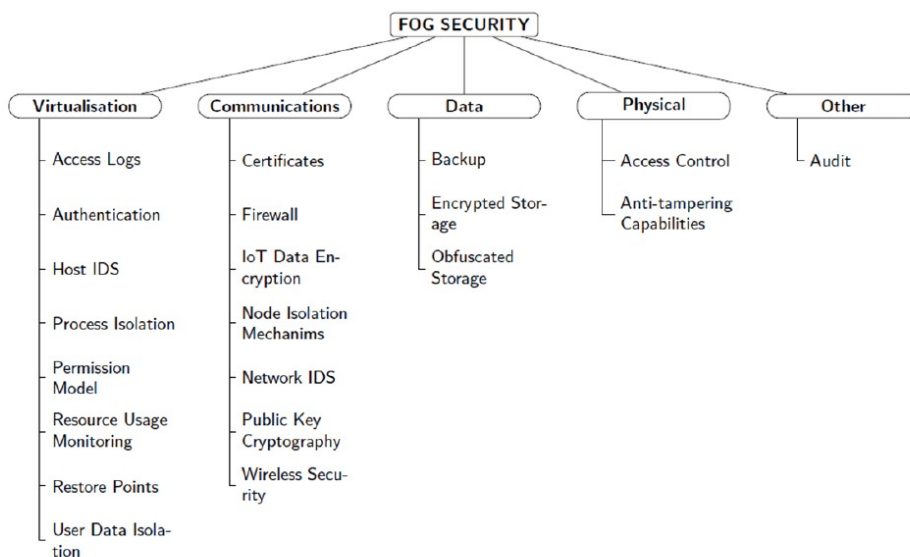 FOG SECURITY
Virtualisation
Access Logs
Authentication
Host IDS
Process Isolation
Permission
Model
Resource Usage
Monitoring
Restore Points
User Data Isola-
tion
Communications
Certificates
Firewall
IoT Data En-
cryption
Node Isolation
Mechanims
Network IDS
Public Key
Cryptography
Wireless Secu-
rity
Data
Backup
Encrypted Stor-
age
Obfuscated
Storage
Physical
Access Control
Anti-tampering
Capabilities
Other
Audit